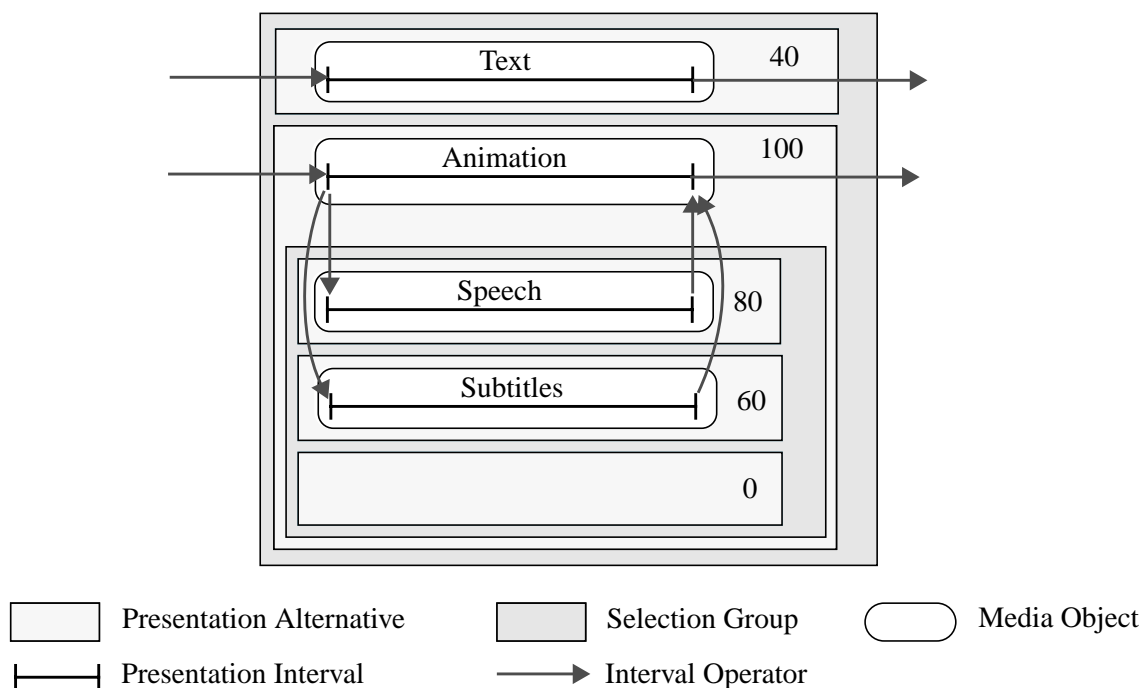 Text 40
Animation 100
Speech 80
Subtitles 60
0
Presentation Alternative Selection Group Media Object
Presentation Interval Interval Operator